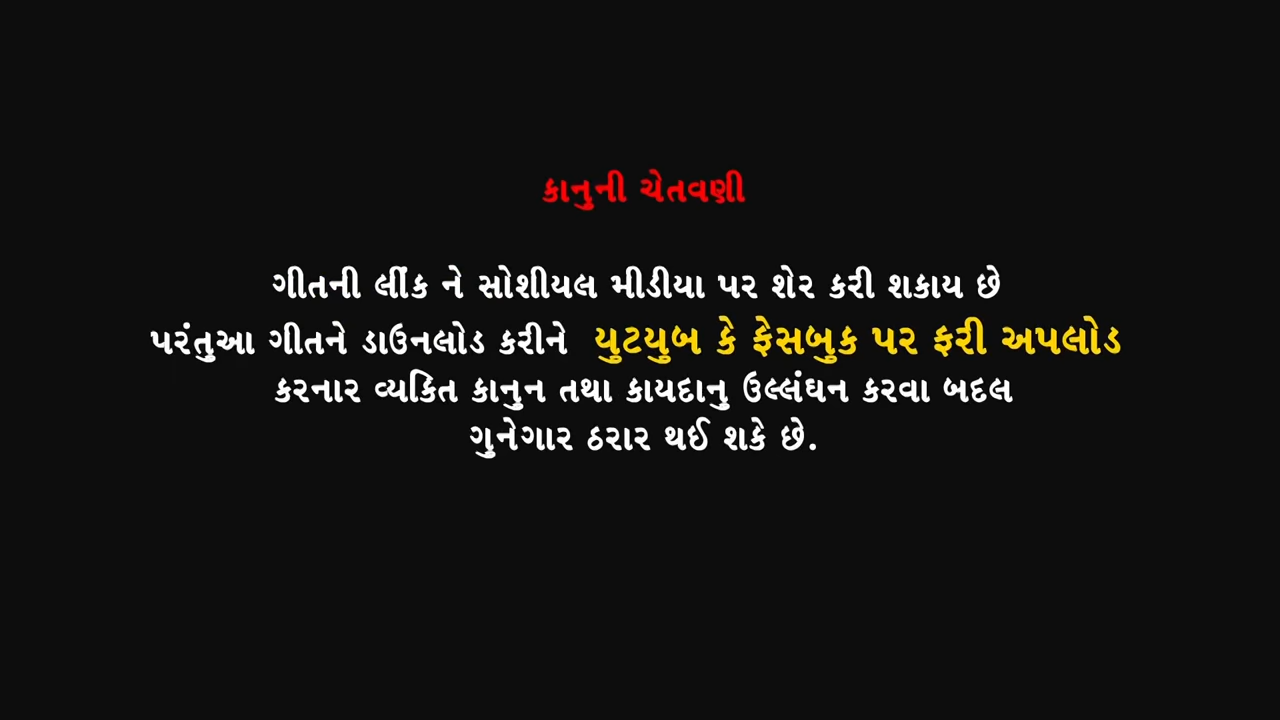 કાનુની ચેતવણી
ગીતની લીંક ને સોશીયલ મીડીયા પર શેર કરી શકાય છે
પરંતુઆ ગીતને ડાઉનલોડ કરીને યુટયુબ કે ફેસબુક પર ફરી અપલોડ
કરનાર વ્યકિત કાનુન તથા કાયદાનુ ઉલ્લંઘન કરવા બદલ
ગુનેગાર ઠરાર થઈ શકે છે.